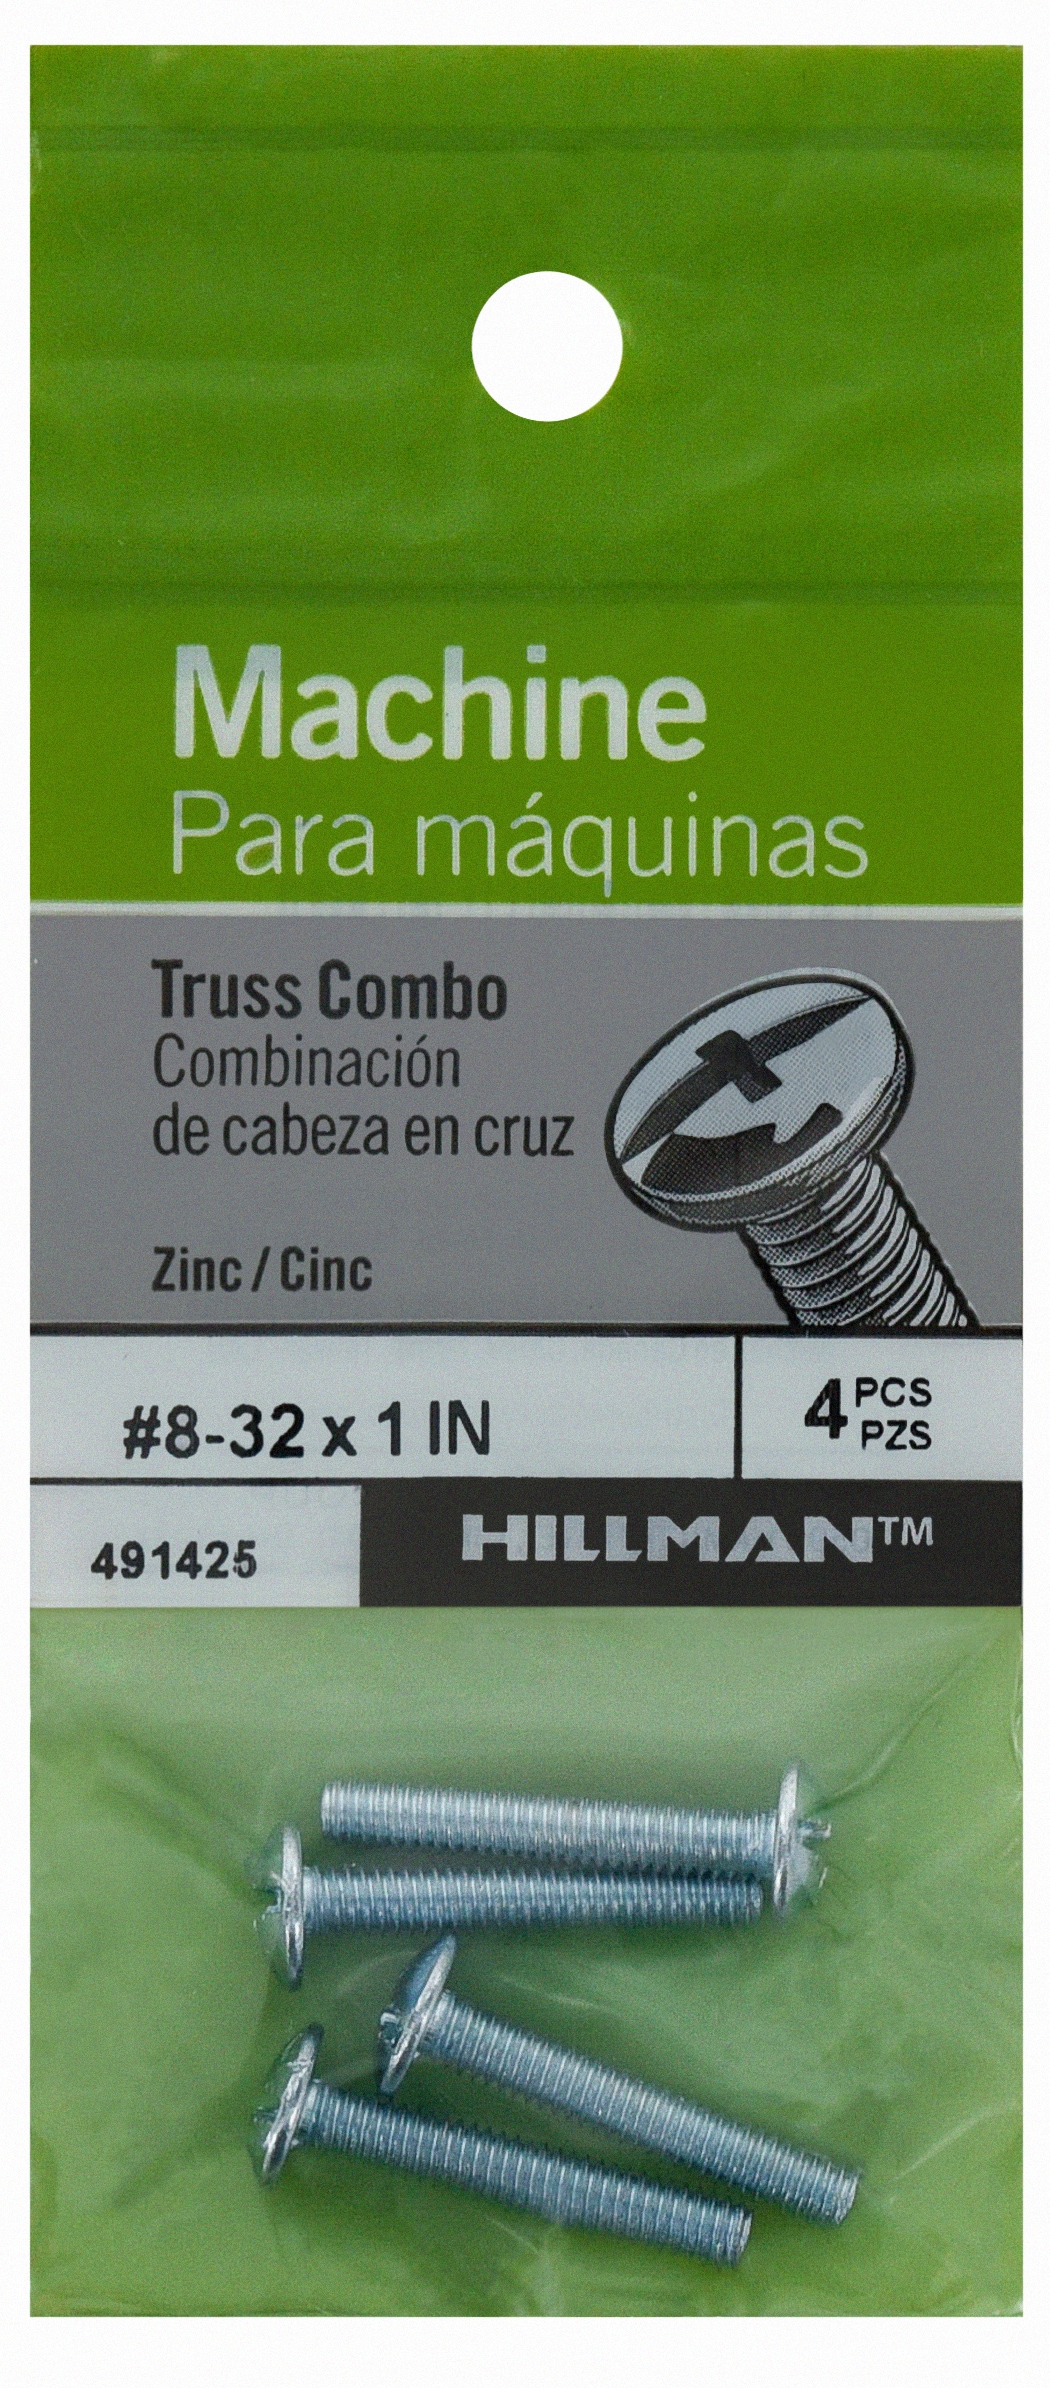 Machine
Para máquinas
Truss Combo
Combinación
de cabeza en cruz
Zinc / Cinc
#8-32 x 1 IN
4 PCS
PZS
491425
HILLMAN™